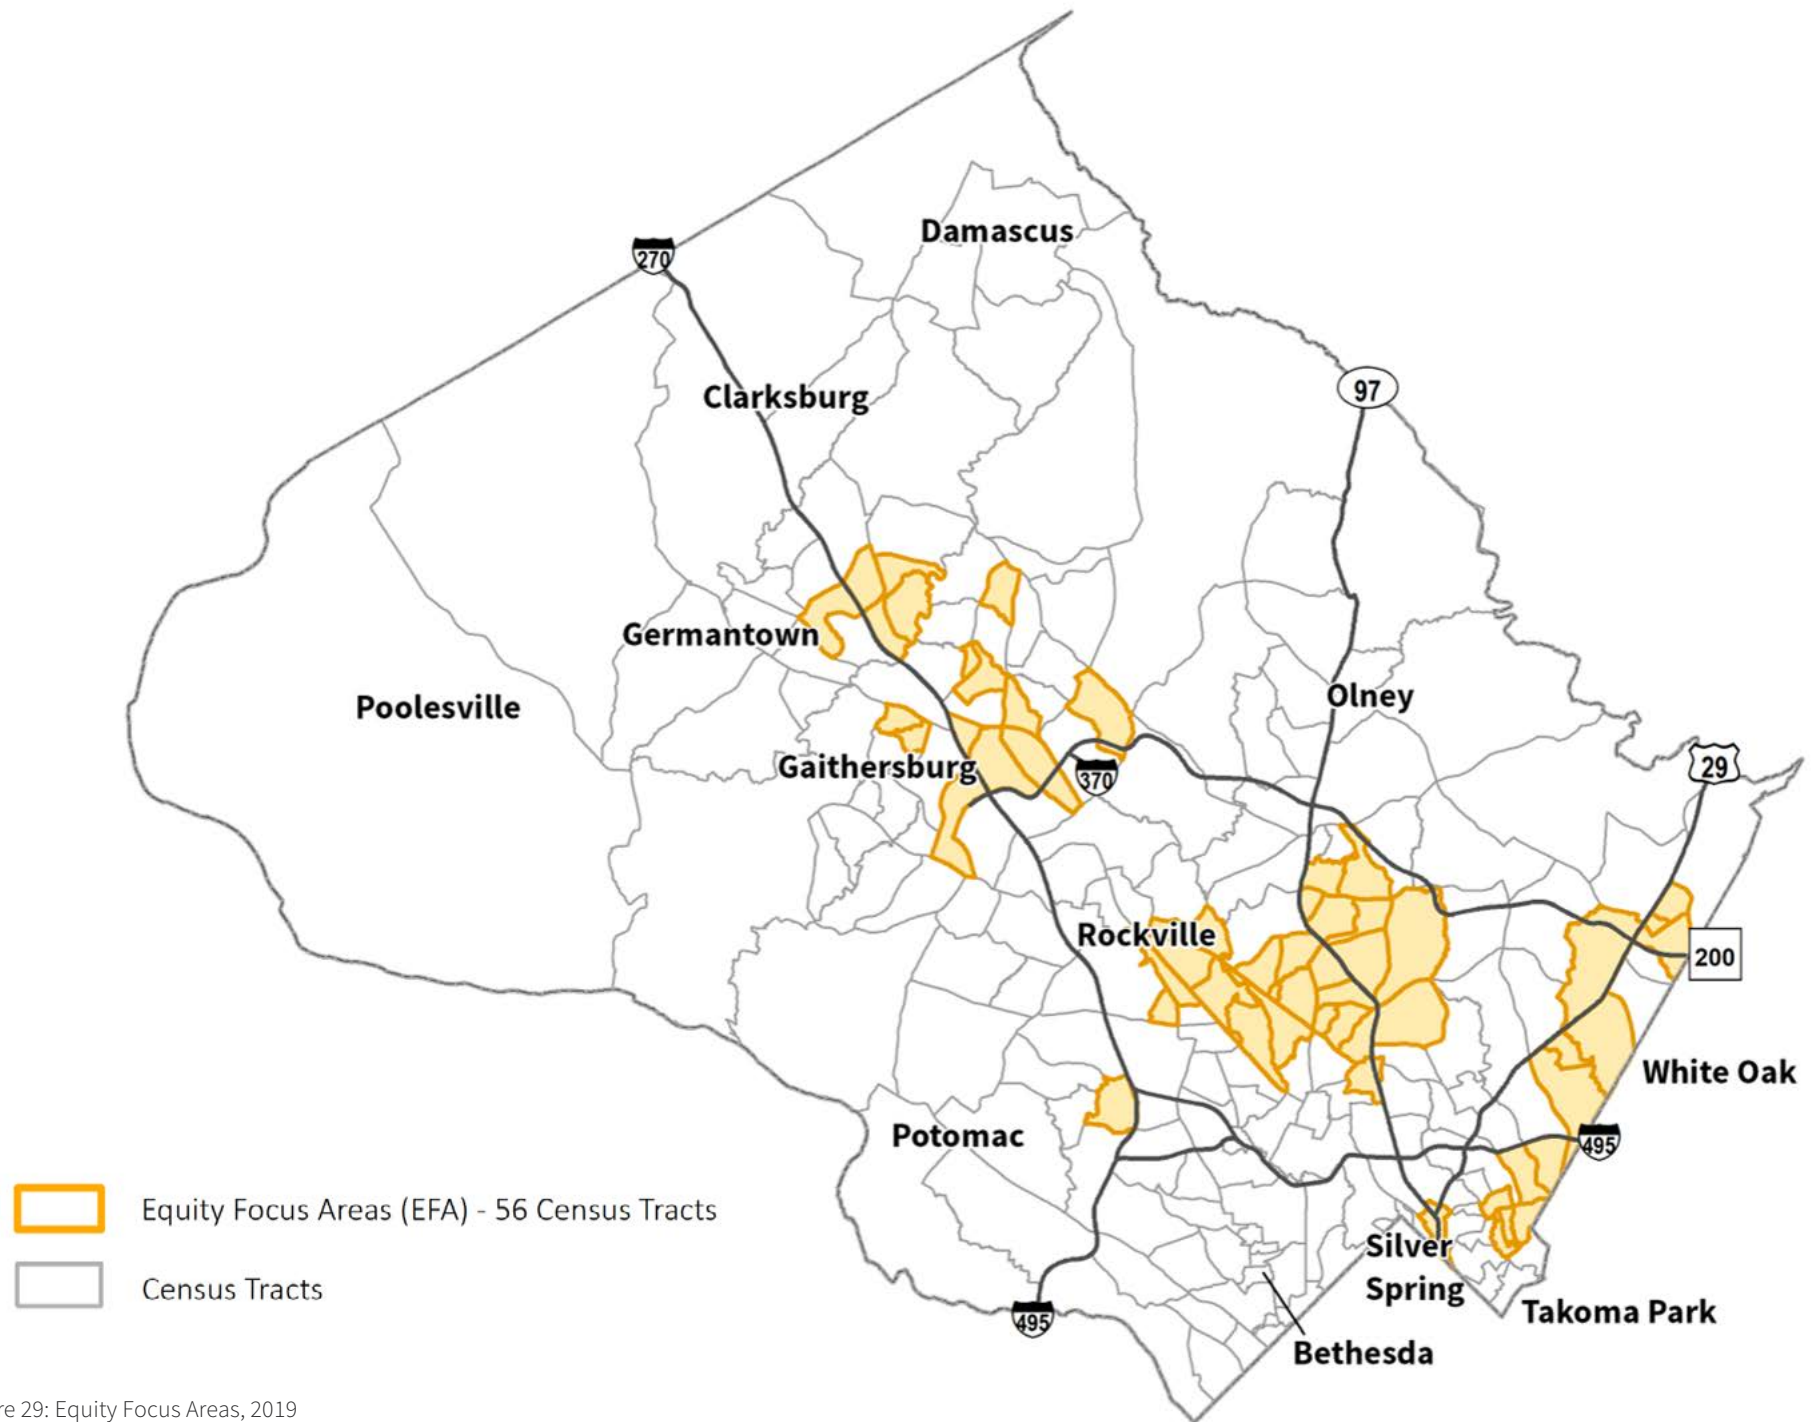 Damascus
270
Clarksburg
97
Germantown
Olney
Poolesville
29
Gaithersburg
370
Rockville
200
White Oak
Potomac
495
Equity Focus Areas (EFA) - 56 Census Tracts
Silver
Spring
Census Tracts
495
Takoma Park
Bethesda
re 29: Equity Focus Areas, 2019